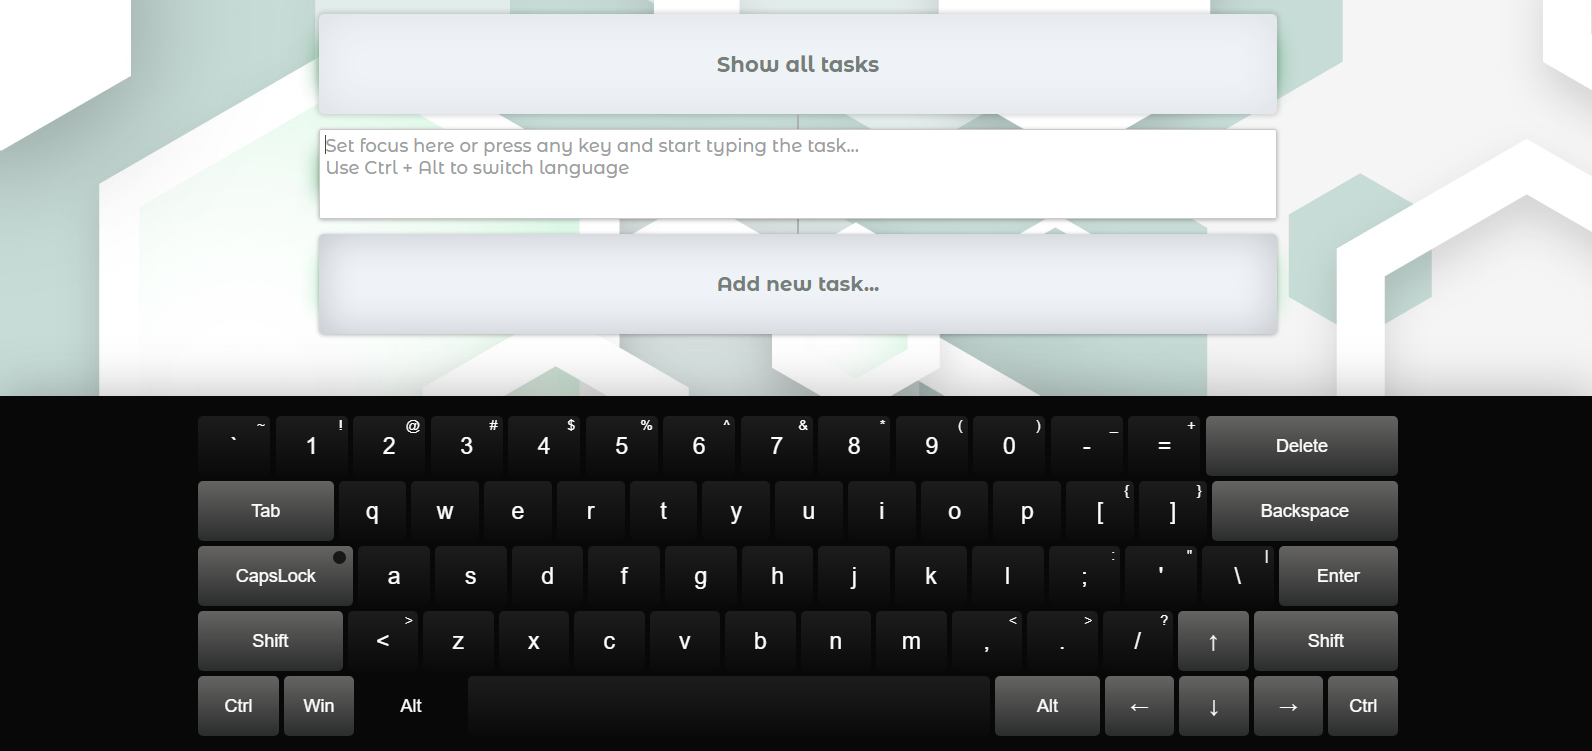 Show all tasks
Set focus here or press any key and start typing the task...
Use Ctrl + Alt to switch language
Add new task...
` ~ 1 ! 2 @ 3 # 4 $ 5 % 6 ^ 7 & 8 * 9 ( 0 ) - _ = + Delete
Tab q w e r t y u i o p [ { ] } Backspace
CapsLock a s d f g h j k l ; : ' " \ | Enter
Shift < > z x c v b n m , < . > / ? ↑ Shift
Ctrl Win Alt Alt ← ↓ → Ctrl